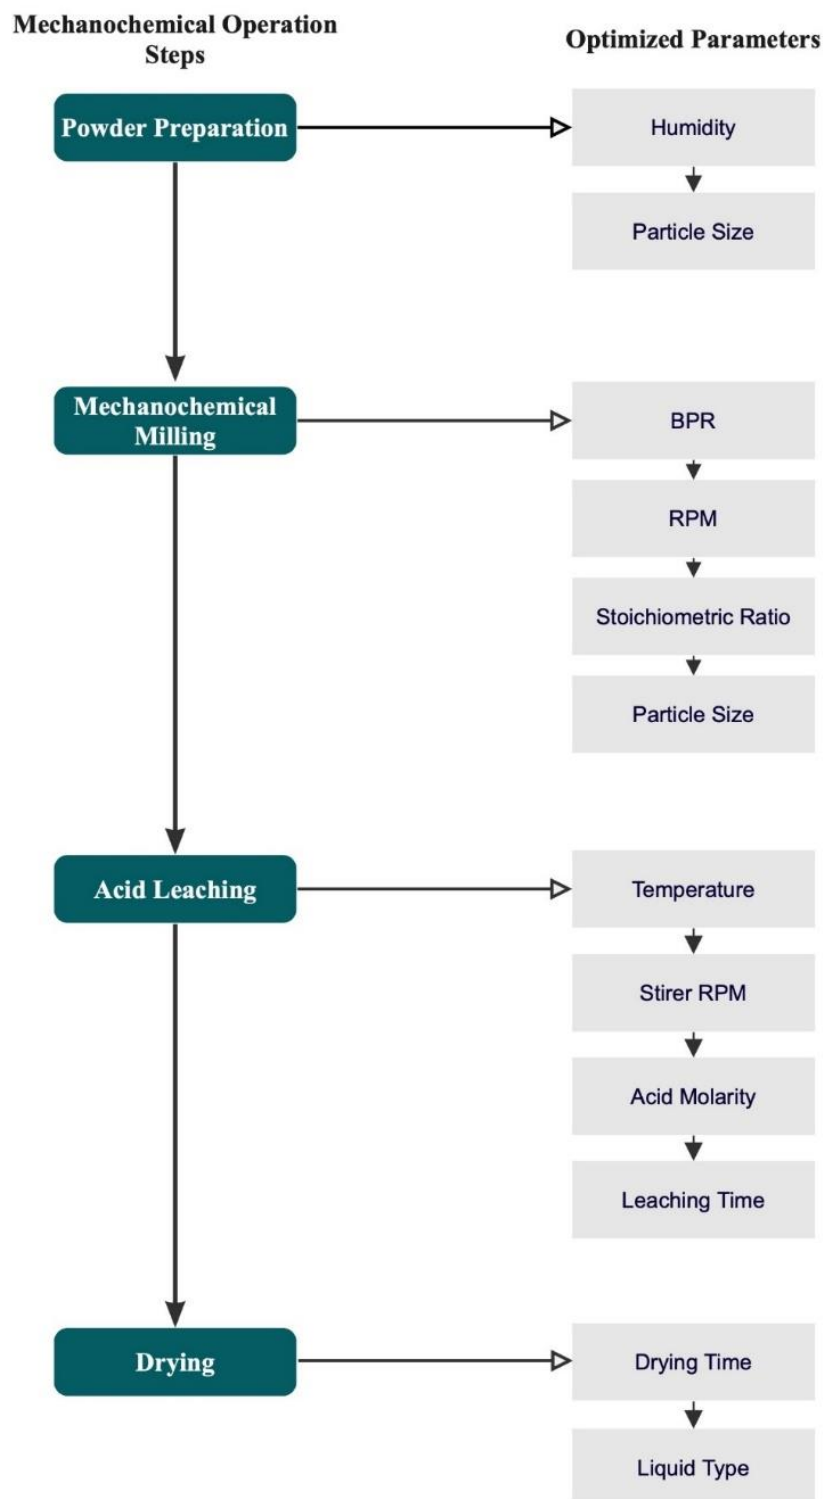 Mechanochemical Operation
Steps
Optimized Parameters
Powder Preparation
Humidity
Particle Size
Mechanochemical
Milling
BPR
RPM
Stoichiometric Ratio
Particle Size
Acid Leaching
Temperature
Stirer RPM
Acid Molarity
Leaching Time
Drying
Drying Time
Liquid Type